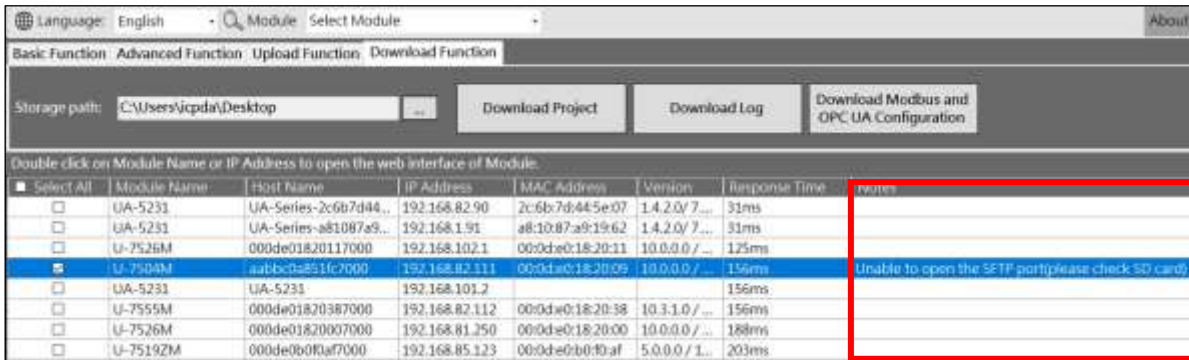 Language: English Module Select Module About
Basic Function Advanced Function Upload Function Download Function
Storage path: C:\Users\icpda\Desktop ... Download Project Download Log Download Modbus and
OPC UA Configuration
Double click on Module Name or IP Address to open the web interface of Module.
Select All Module Name Host Name IP Address MAC Address Version Response Time Notes
UA-5231 UA-Series-2c6b7d44... 192.168.82.90 2c:6b:7d:44:5e:07 1.4.2.0/ 7... 31ms
UA-5231 UA-Series-a81087a9... 192.168.1.91 a8:10:87:a9:19:62 1.4.2.0/ 7... 31ms
U-7526M 000de01820117000 192.168.102.1 00:0d:e0:18:20:11 10.0.0.0 / ... 125ms
U-7504M aabbc0a851fc7000 192.168.82.111 00:0d:e0:18:20:09 10.0.0.0 / ... 156ms Unable to open the SFTP port(please check SD card)
UA-5231 UA-5231 192.168.101.2 156ms
U-7555M 000de01820387000 192.168.82.112 00:0d:e0:18:20:38 10.3.1.0 / ... 156ms
U-7526M 000de01820007000 192.168.81.250 00:0d:e0:18:20:00 10.0.0.0 / ... 188ms
U-7519ZM 000de0b0f0af7000 192.168.85.123 00:0d:e0:b0:f0:af 5.0.0.0 / 1... 203ms